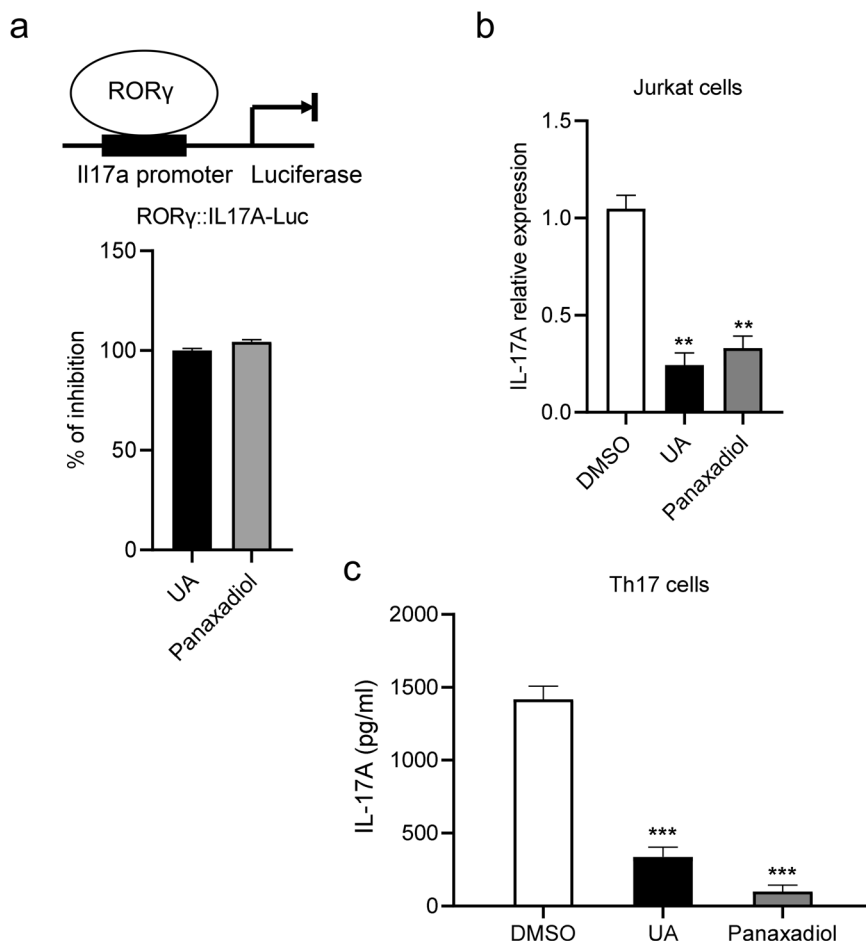 a
RORγ
Il17a promoter Luciferase
RORγ::IL17A-Luc
150
100
50
0
% of inhibition
UA
Panaxadiol
b
Jurkat cells
1.5
1.0
0.5
0.0
IL-17A relative expression
**
**
DMSO
UA
Panaxadiol
c
Th17 cells
2000
1500
1000
500
0
IL-17A (pg/ml)
***
***
DMSO UA Panaxadiol